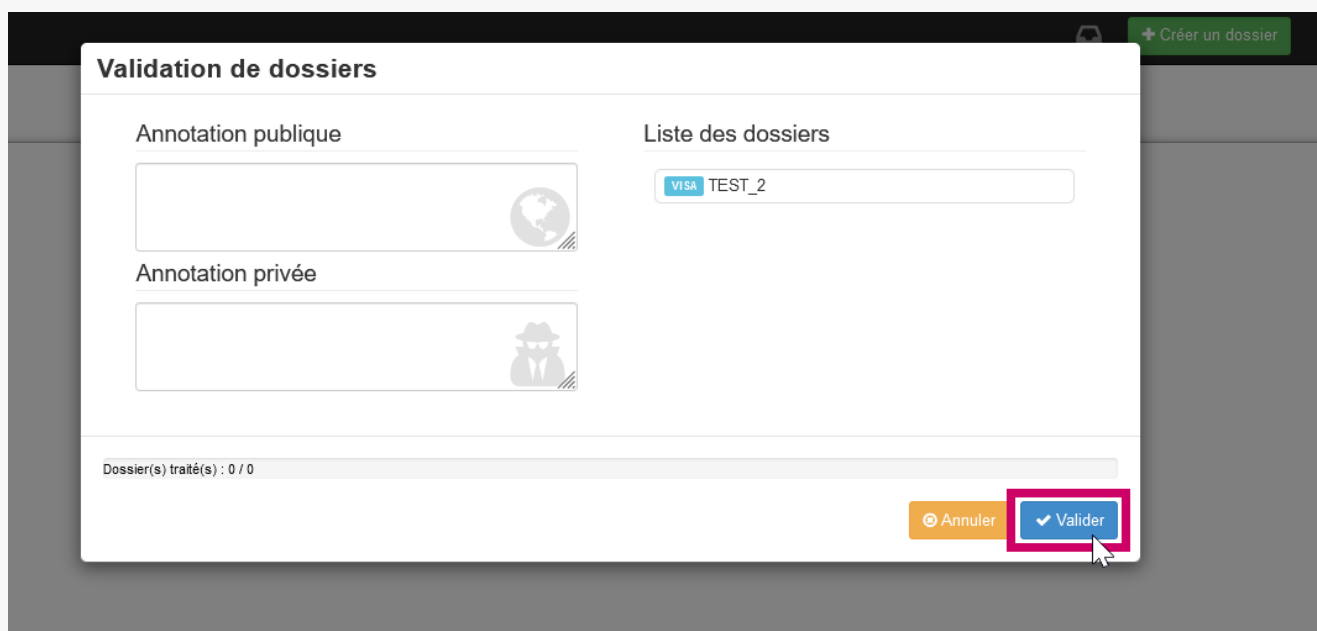 Créer un dossier
Validation de dossiers
Annotation publique
Annotation privée
Liste des dossiers
VISA TEST_2
Dossier(s) traité(s) : 0 / 0
Annuler
Valider